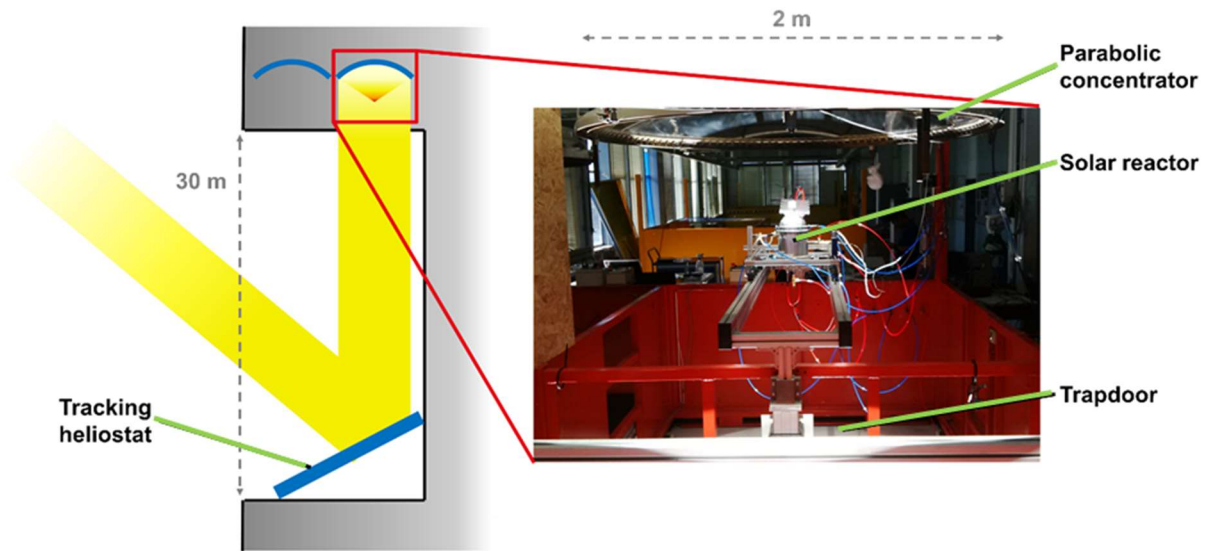 2 m
Parabolic
concentrator
Solar reactor
30 m
Tracking
heliostat
Trapdoor